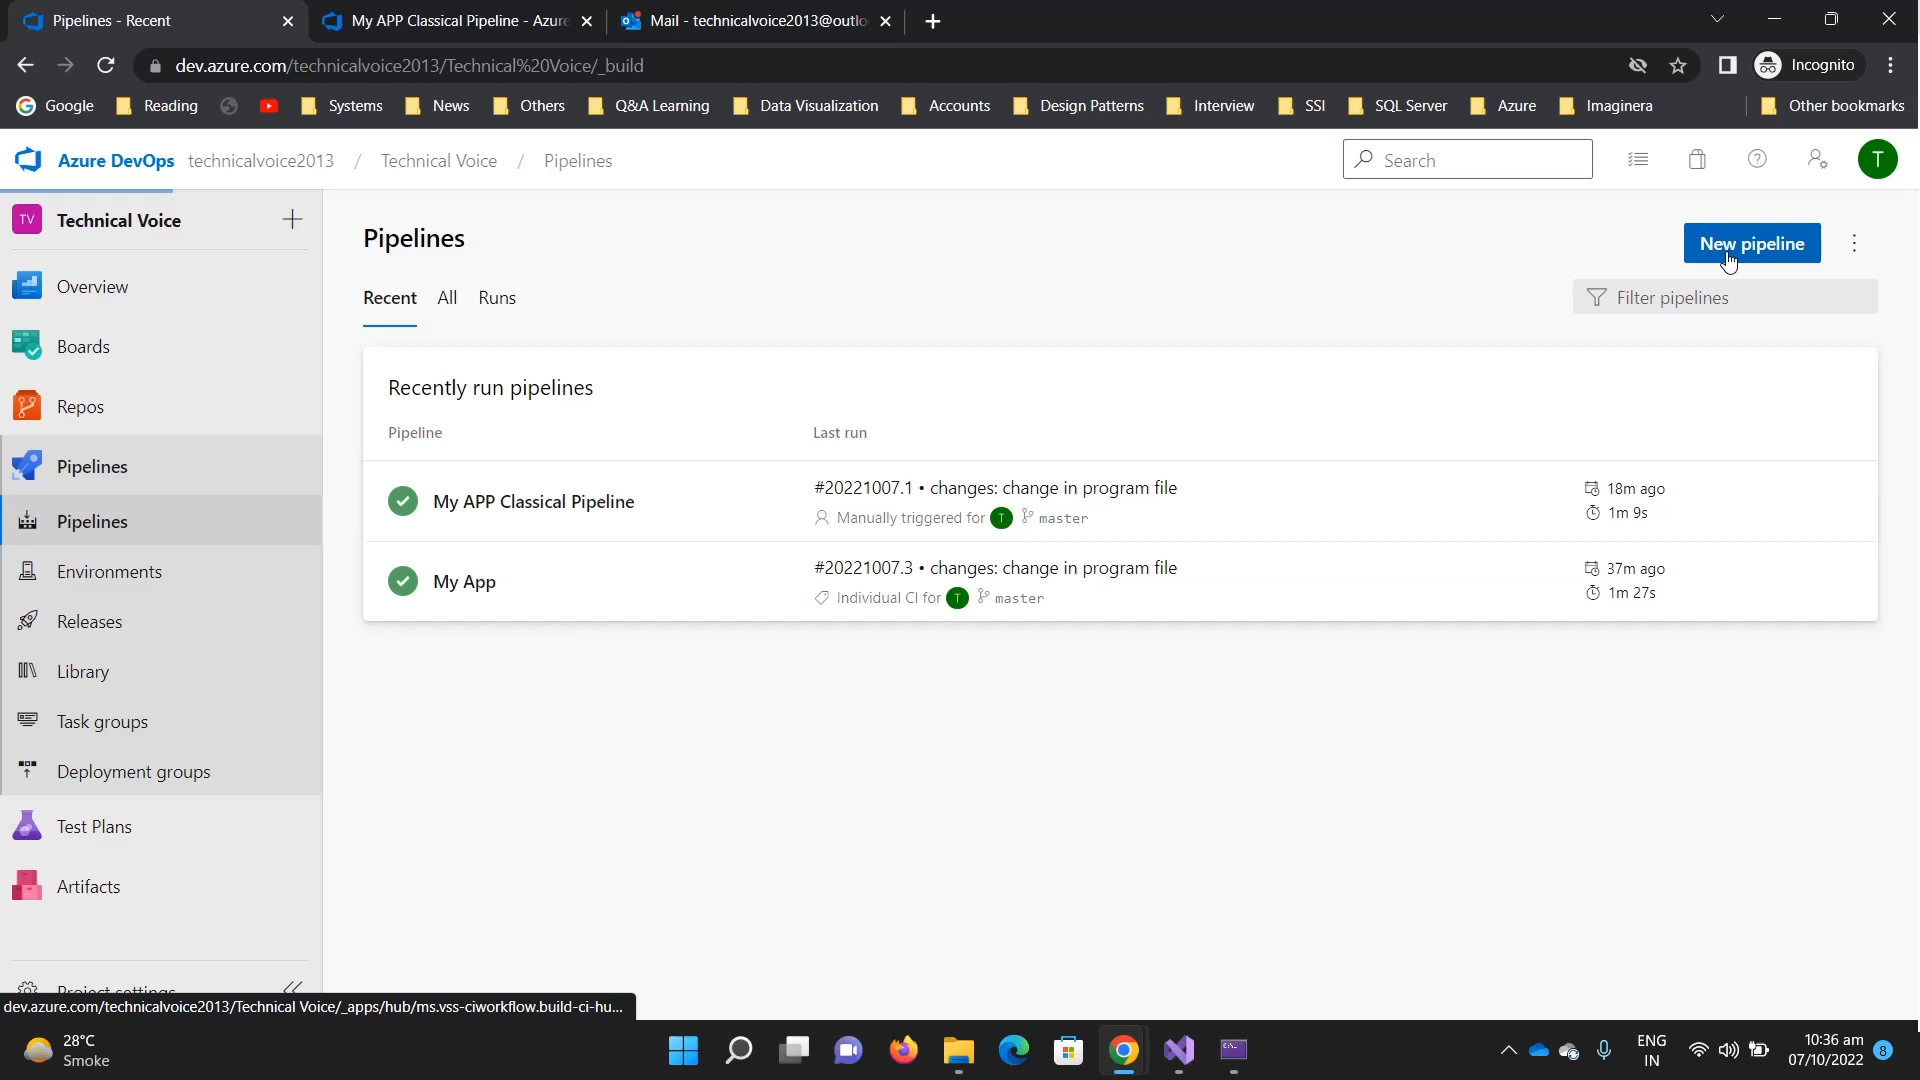 Pipelines - Recent
My APP Classical Pipeline - Azure
Mail - technicalvoice2013@outlo
dev.azure.com/technicalvoice2013/Technical%20Voice/_build
Incognito
Google
Reading
Systems
News
Others
Q&A Learning
Data Visualization
Accounts
Design Patterns
Interview
SSI
SQL Server
Azure
Imaginera
Other bookmarks
Azure DevOps technicalvoice2013 / Technical Voice / Pipelines
Search
T
TV Technical Voice
Overview
Boards
Repos
Pipelines
Pipelines
Environments
Releases
Library
Task groups
Deployment groups
Test Plans
Artifacts
Project settings
Pipelines
New pipeline
Recent All Runs
Filter pipelines
Recently run pipelines
Pipeline Last run
My APP Classical Pipeline
#20221007.1 • changes: change in program file
Manually triggered for T master
18m ago
1m 9s
My App
#20221007.3 • changes: change in program file
Individual CI for T master
37m ago
1m 27s
dev.azure.com/technicalvoice2013/Technical Voice/_apps/hub/ms.vss-ciworkflow.build-ci-hu...
28°C
Smoke
ENG
IN
10:36 am
07/10/2022
8